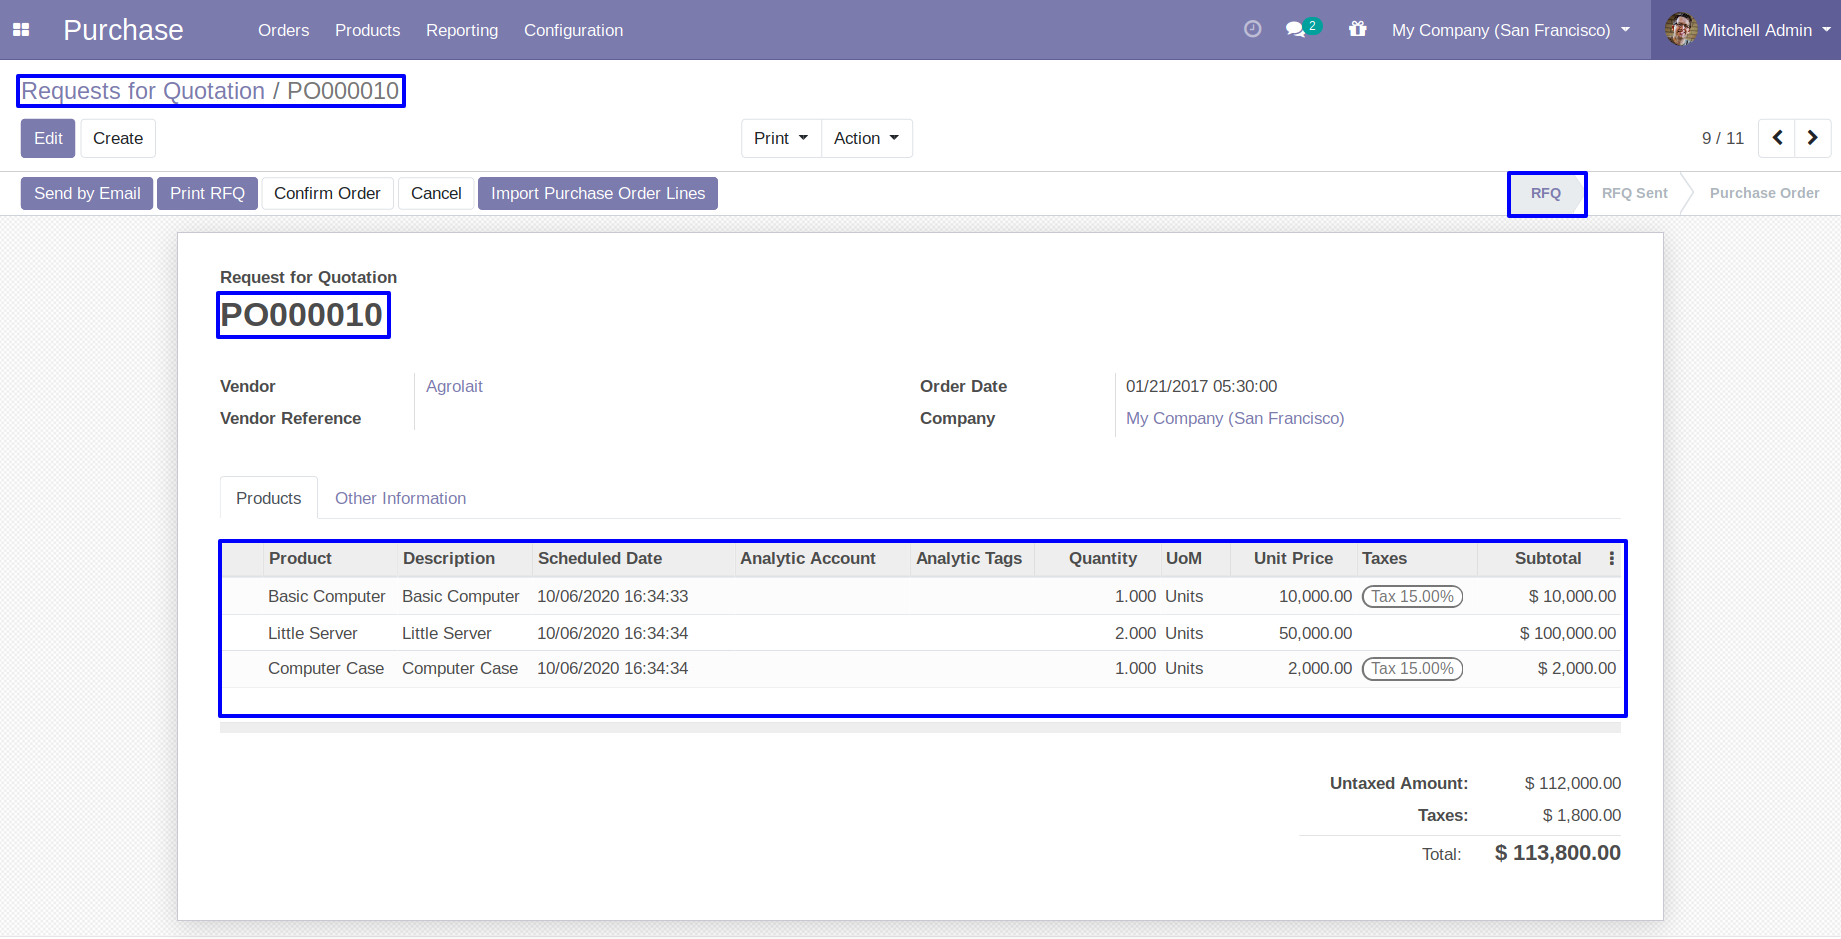 Purchase Orders Products Reporting Configuration 2 My Company (San Francisco) Mitchell Admin
Requests for Quotation / PO000010
Edit Create Print Action 9 / 11
Send by Email Print RFQ Confirm Order Cancel Import Purchase Order Lines RFQ RFQ Sent Purchase Order
Request for Quotation
PO000010
Vendor Agrolait Order Date 01/21/2017 05:30:00
Vendor Reference Company My Company (San Francisco)
Products Other Information
Product Description Scheduled Date Analytic Account Analytic Tags Quantity UoM Unit Price Taxes Subtotal
Basic Computer Basic Computer 10/06/2020 16:34:33 1.000 Units 10,000.00 Tax 15.00% $ 10,000.00
Little Server Little Server 10/06/2020 16:34:34 2.000 Units 50,000.00 $ 100,000.00
Computer Case Computer Case 10/06/2020 16:34:34 1.000 Units 2,000.00 Tax 15.00% $ 2,000.00
Untaxed Amount: $ 112,000.00
Taxes: $ 1,800.00
Total: $ 113,800.00